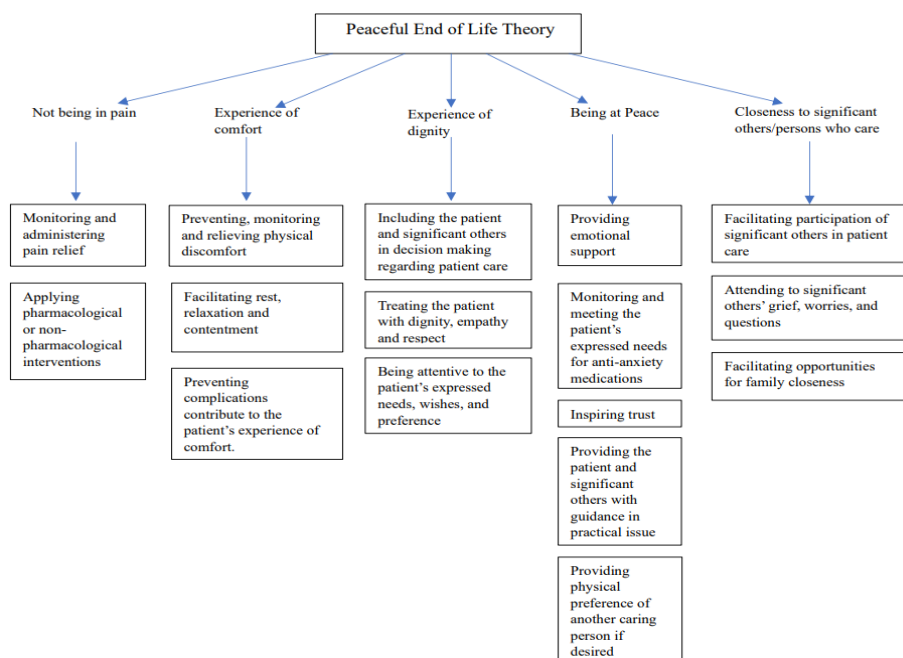 Peaceful End of Life Theory
Not being in pain
Experience of
comfort
Experience of
dignity
Being at Peace
Closeness to significant
others/persons who care
Monitoring and
administering
pain relief
Applying
pharmacological
or non-
pharmacological
interventions
Preventing, monitoring
and relieving physical
discomfort
Facilitating rest,
relaxation and
contentment
Preventing
complications
contribute to the
patient's experience of
comfort.
Including the patient
and significant others
in decision making
regarding patient care
Treating the patient
with dignity, empathy
and respect
Being attentive to the
patient's expressed
needs, wishes, and
preference
Providing
emotional
support
Monitoring and
meeting the
patient's
expressed needs
for anti-anxiety
medications
Inspiring trust
Providing the
patient and
significant
others with
guidance in
practical issue
Providing
physical
preference of
another caring
person if
desired
Facilitating participation of
significant others in patient
care
Attending to significant
others' grief, worries, and
questions
Facilitating opportunities
for family closeness